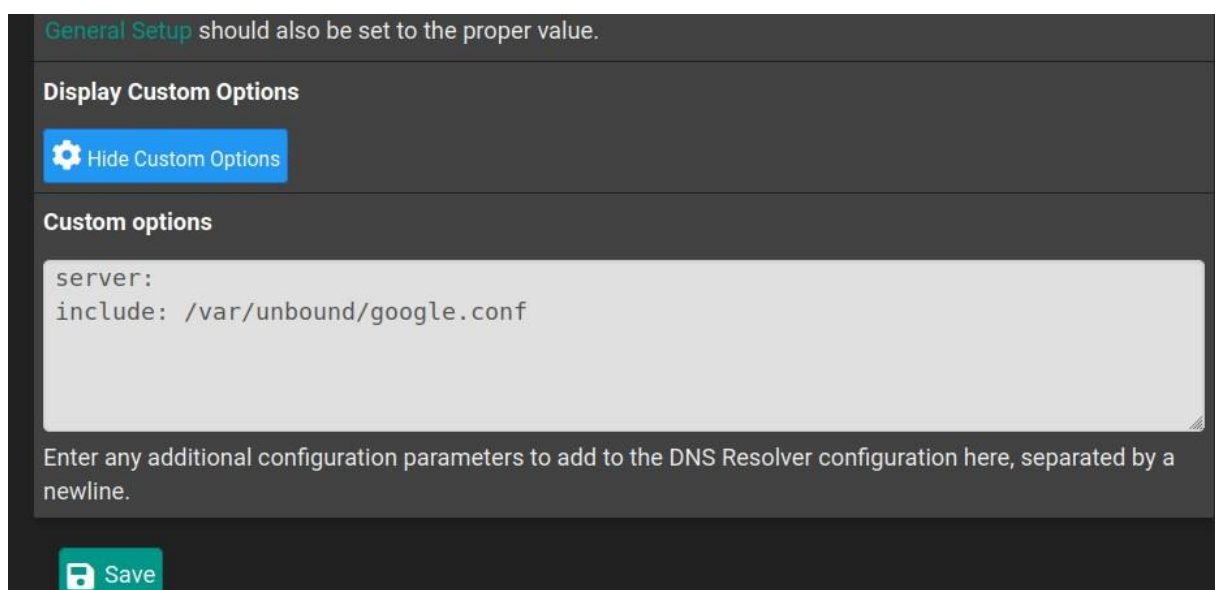 General Setup should also be set to the proper value.
Display Custom Options
Hide Custom Options
Custom options
server:
include: /var/unbound/google.conf
Enter any additional configuration parameters to add to the DNS Resolver configuration here, separated by a
newline.
Save